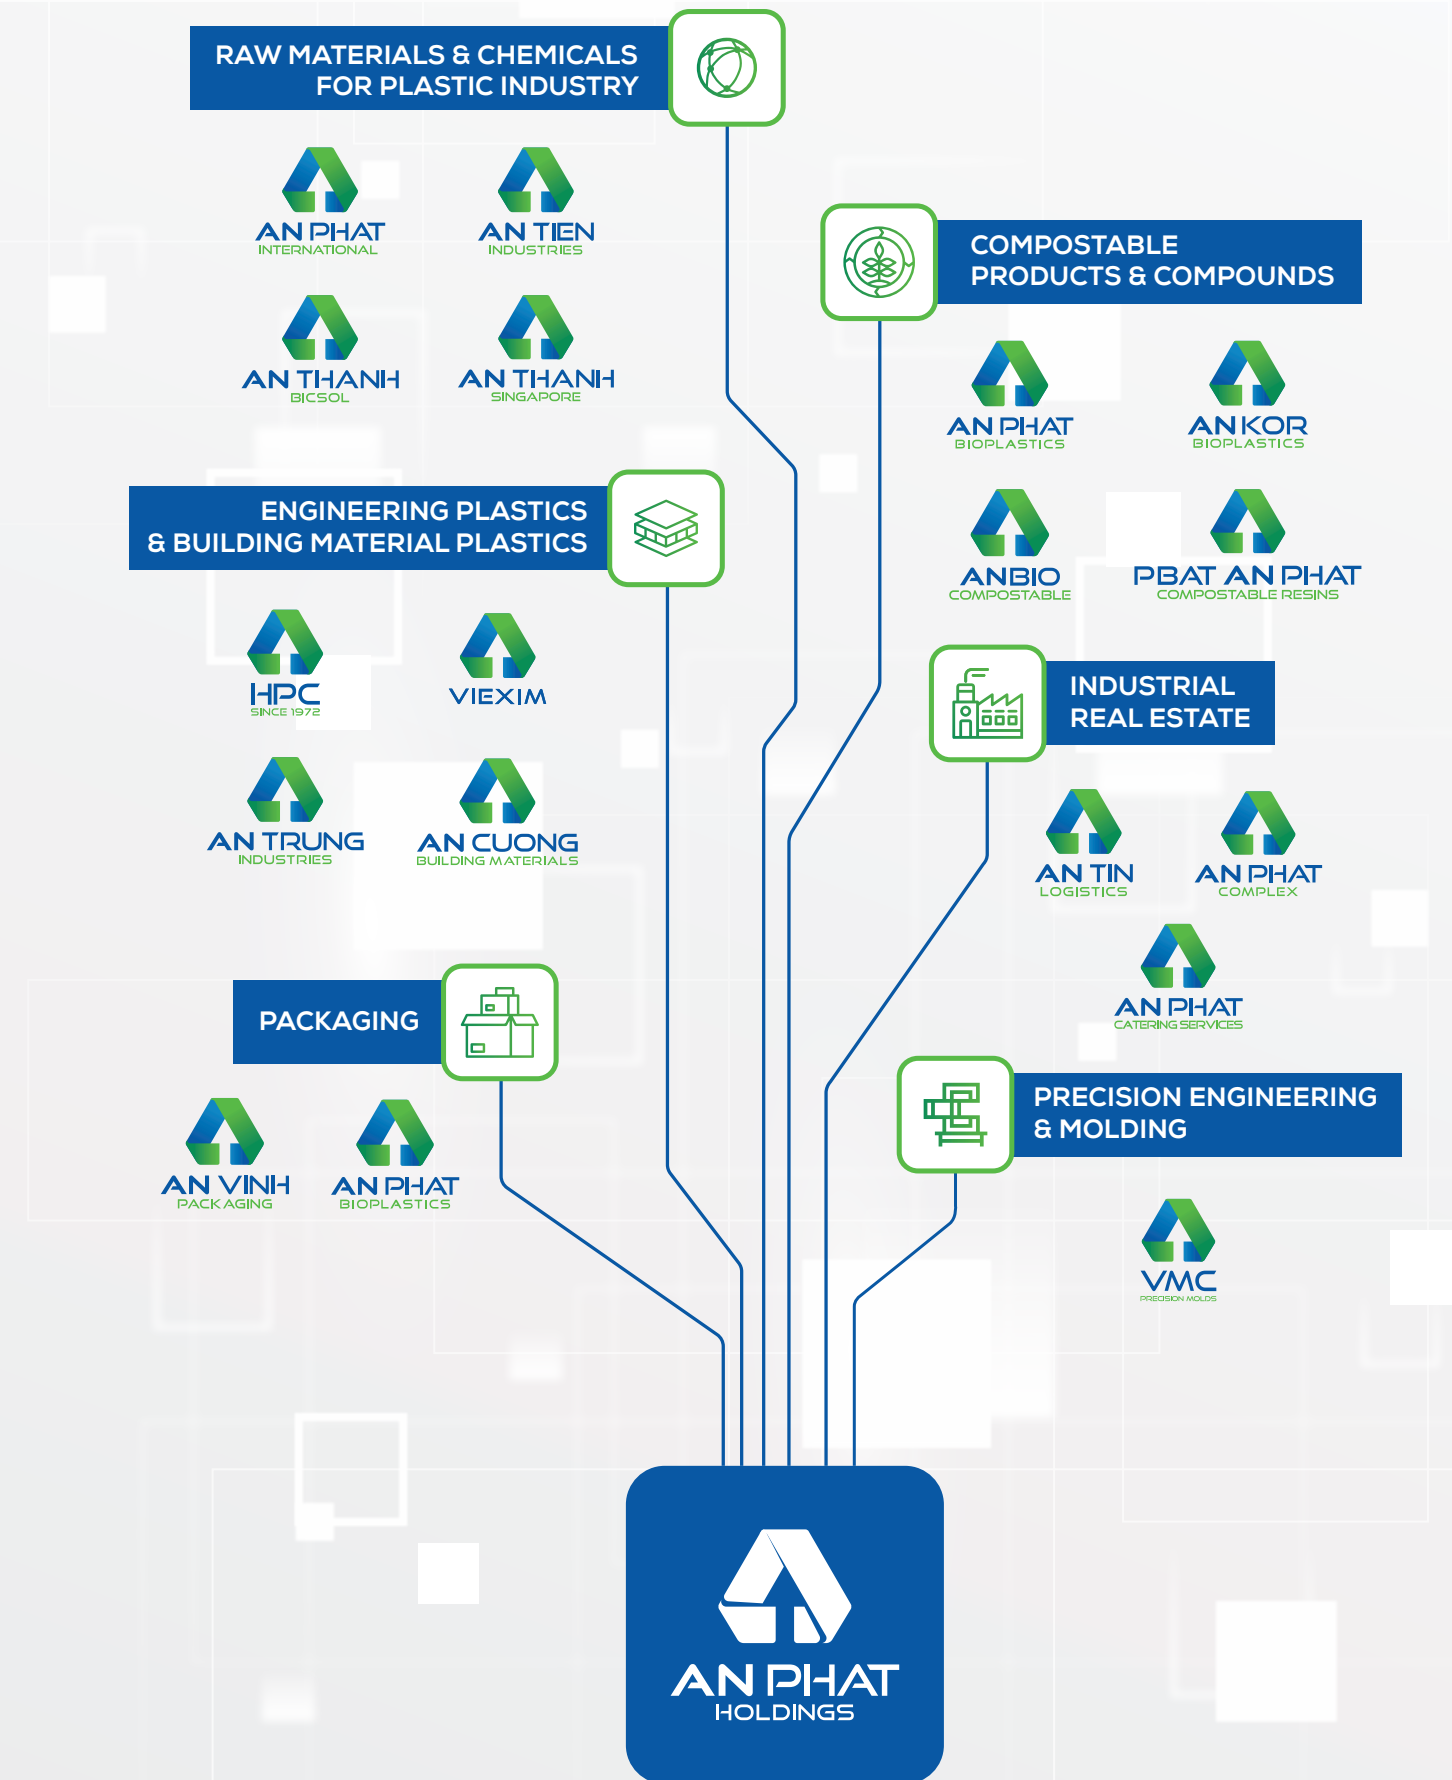 RAW MATERIALS & CHEMICALS
FOR PLASTIC INDUSTRY
AN PHAT
INTERNATIONAL
AN TIEN
INDUSTRIES
AN THANH
BICSOL
AN THANH
SINGAPORE
COMPOSTABLE
PRODUCTS & COMPOUNDS
AN PHAT
BIOPLASTICS
ANKOR
BIOPLASTICS
ANBIO
COMPOSTABLE
PBAT AN PHAT
COMPOSTABLE RESINS
ENGINEERING PLASTICS
& BUILDING MATERIAL PLASTICS
HPC
SINCE 1972
VIEXIM
AN TRUNG
INDUSTRIES
AN CUONG
BUILDING MATERIALS
INDUSTRIAL
REAL ESTATE
AN TIN
LOGISTICS
AN PHAT
COMPLEX
AN PHAT
CATERING SERVICES
PACKAGING
AN VINH
PACKAGING
AN PHAT
BIOPLASTICS
PRECISION ENGINEERING
& MOLDING
VMC
PRECISION MOLDS
AN PHAT
HOLDINGS